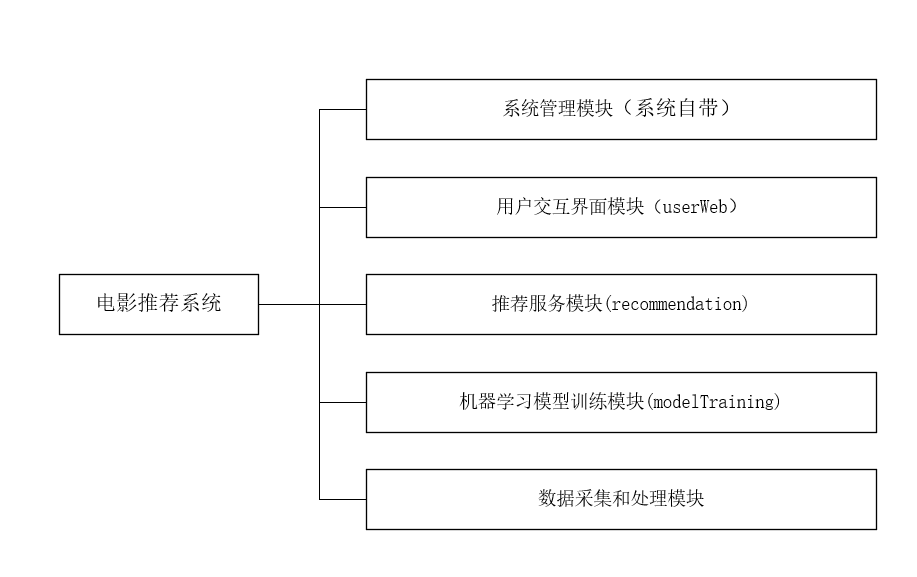 系统管理模块（系统自带）
用户交互界面模块（userWeb）
电影推荐系统
推荐服务模块(recommendation)
机器学习模型训练模块(modelTraining)
数据采集和处理模块